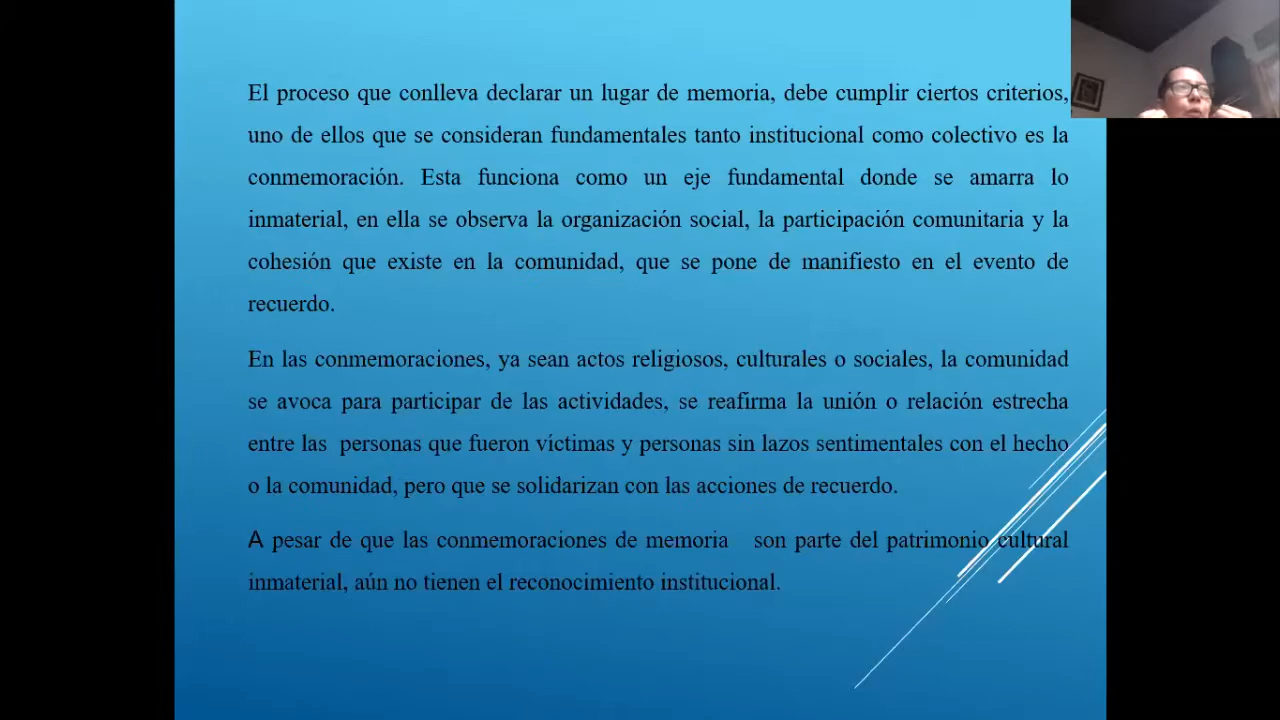 El proceso que conlleva declarar un lugar de memoria, debe cumplir ciertos criterios,
uno de ellos que se consideran fundamentales tanto institucional como colectivo es la
conmemoración. Esta funciona como un eje fundamental donde se amarra lo
inmaterial, en ella se observa la organización social, la participación comunitaria y la
cohesión que existe en la comunidad, que se pone de manifiesto en el evento de
recuerdo.
En las conmemoraciones, ya sean actos religiosos, culturales o sociales, la comunidad
se avoca para participar de las actividades, se reafirma la unión o relación estrecha
entre las personas que fueron víctimas y personas sin lazos sentimentales con el hecho
o la comunidad, pero que se solidarizan con las acciones de recuerdo.
A pesar de que las conmemoraciones de memoria son parte del patrimonio cultural
inmaterial, aún no tienen el reconocimiento institucional.